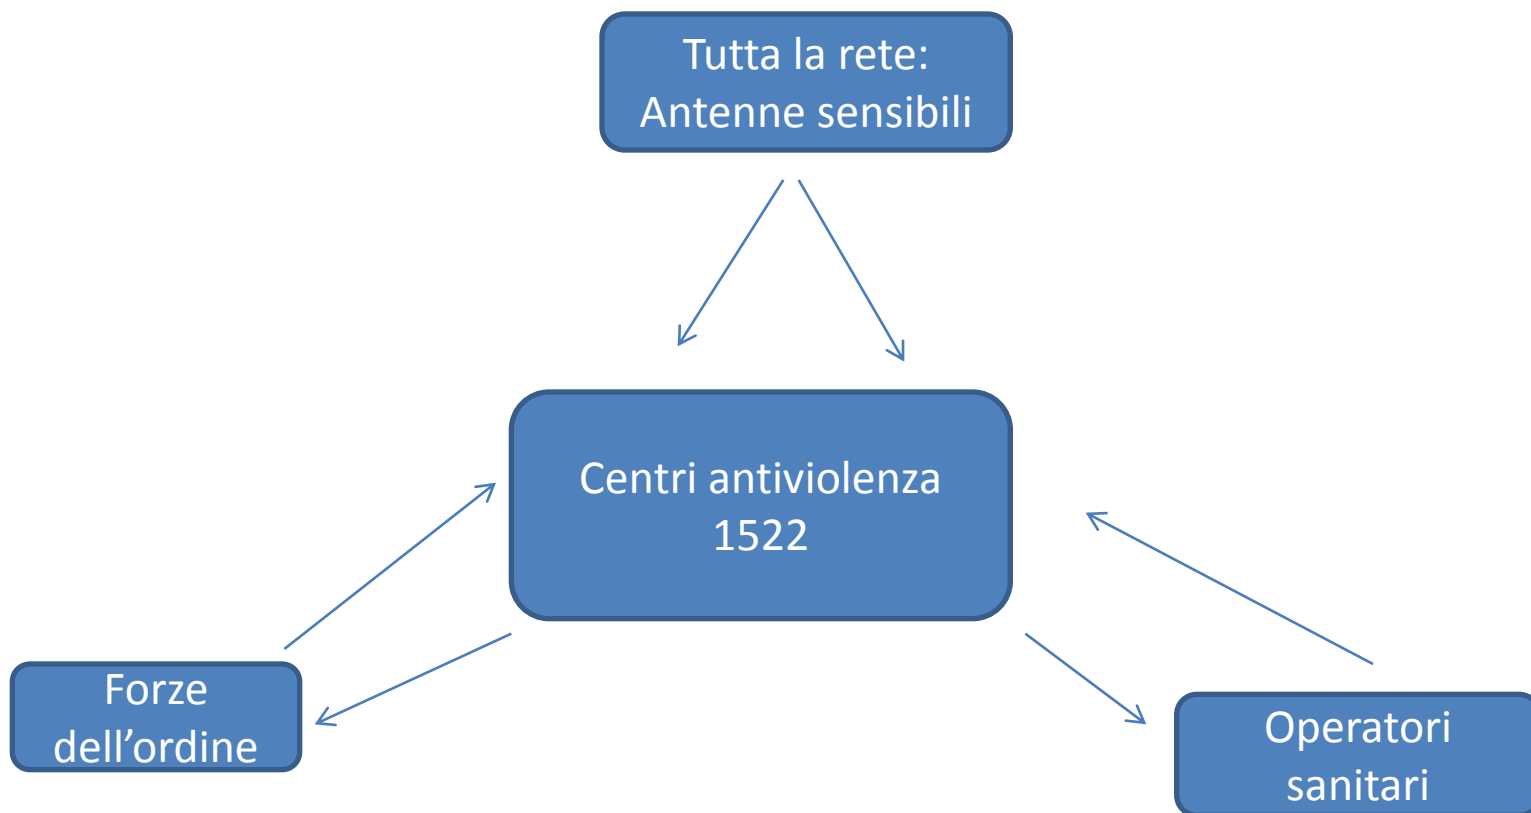 Tutta la rete:
Antenne sensibili
Centri antiviolenza
1522
Forze
dell’ordine
Operatori
sanitari